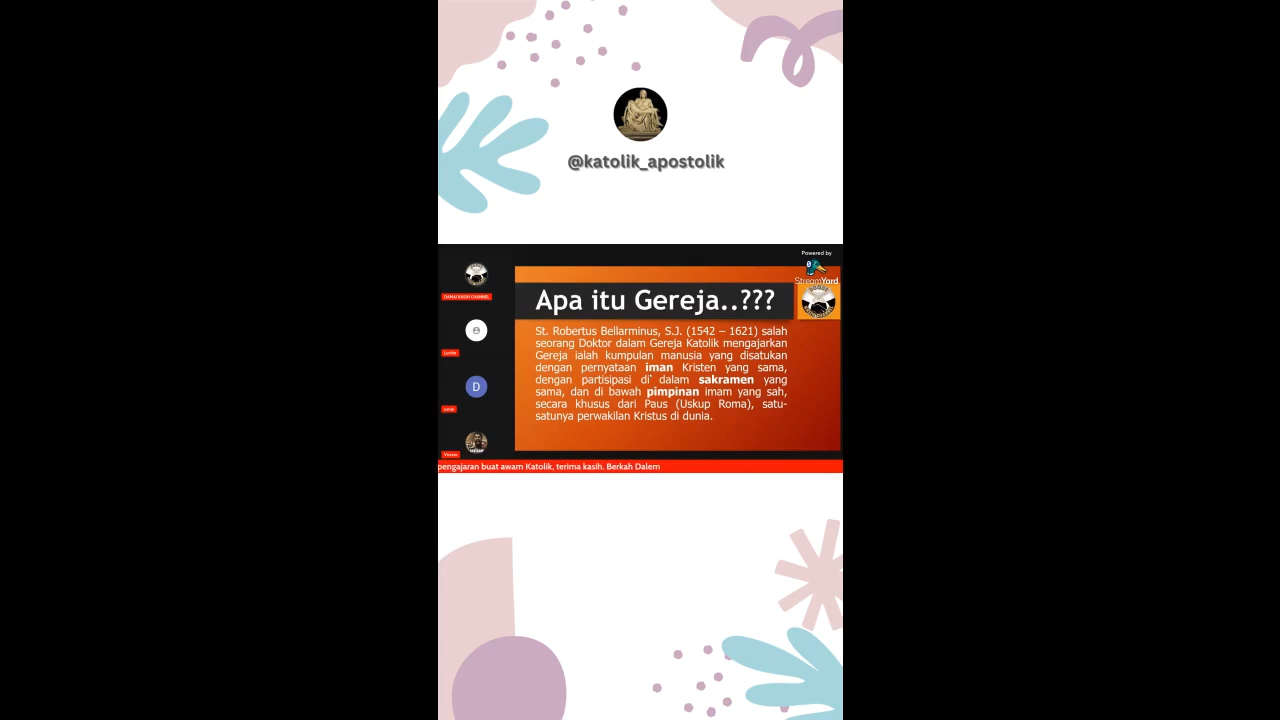 @katolik_apostolik
Powered by
StreamYard
DAMAI KASIH CHANNEL
D
Apa itu Gereja..???
St. Robertus Bellarminus, S.J. (1542 – 1621) salah
seorang Doktor dalam Gereja Katolik mengajarkan
Gereja ialah kumpulan manusia yang disatukan
dengan pernyataan iman Kristen yang sama,
dengan partisipasi di dalam sakramen yang
sama, dan di bawah pimpinan imam yang sah,
secara khusus dari Paus (Uskup Roma), satu-
satunya perwakilan Kristus di dunia.
pengajaran buat awam Katolik, terima kasih. Berkah Dalem